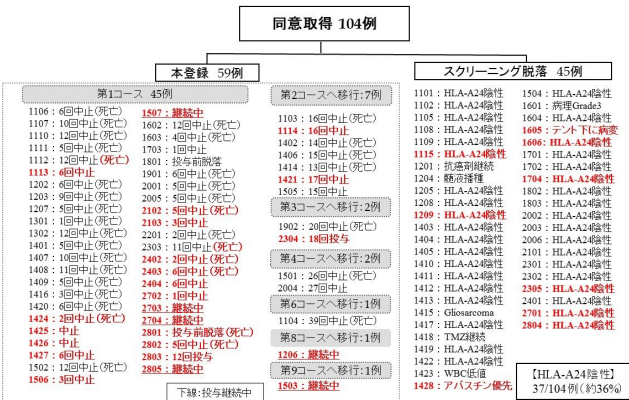 同意取得 104例
本登録 59例
スクリーニング脱落 45例
第1コース 45例
1106：6回中止(死亡)
1107：10回中止(死亡)
1110：12回中止(死亡)
1111：5回中止(死亡)
1112：12回中止(死亡)
1113：6回中止
1202：6回中止(死亡)
1203：9回中止(死亡)
1207：5回中止(死亡)
1301：1回中止(死亡)
1302：12回中止(死亡)
1401：5回中止(死亡)
1407：10回中止(死亡)
1408：11回中止(死亡)
1409：5回中止(死亡)
1416：3回中止(死亡)
1420：6回中止(死亡)
1424：2回中止(死亡)
1425：中止
1426：中止
1427：6回中止
1502：12回中止(死亡)
1506：3回中止
1507：継続中
1602：12回中止(死亡)
1603：4回中止(死亡)
1703：1回中止
1801：投与前脱落
1901：6回中止(死亡)
2001：5回中止(死亡)
2005：5回中止(死亡)
2102：5回中止(死亡)
2103：3回中止
2201：2回中止(死亡)
2303：11回中止(死亡)
2402：2回中止(死亡)
2403：6回中止(死亡)
2404：6回中止
2702：1回中止
2703：継続中
2704：継続中
2801：投与前脱落(死亡)
2802：5回中止(死亡)
2803：12回投与
2805：継続中
下線:投与継続中
第2コースへ移行:7例
1103：16回中止(死亡)
1114：16回中止
1402：14回中止(死亡)
1406：15回中止(死亡)
1414：13回中止(死亡)
1421：17回中止
1505：15回中止
第3コースへ移行:2例
1902：20回中止(死亡)
2304：18回投与
第4コースへ移行:2例
1501：26回中止(死亡)
2004：27回中止
第6コースへ移行:1例
1104：39回中止(死亡)
第8コースへ移行:1例
1206：継続中
第9コースへ移行:1例
1503：継続中
1101：HLA-A24陰性
1102：HLA-A24陰性
1105：HLA-A24陰性
1108：HLA-A24陰性
1109：HLA-A24陰性
1115：HLA-A24陰性
1201：抗癌剤継続
1204：髄液播種
1205：HLA-A24陰性
1208：HLA-A24陰性
1209：HLA-A24陰性
1403：HLA-A24陰性
1404：HLA-A24陰性
1405：HLA-A24陰性
1410：HLA-A24陰性
1411：HLA-A24陰性
1412：HLA-A24陰性
1413：HLA-A24陰性
1415：Gliosarcoma
1417：HLA-A24陰性
1418：TMZ継続
1419：HLA-A24陰性
1422：HLA-A24陰性
1423：WBC低値
1428：アバスチン優先
1504：HLA-A24陰性
1601：病理Grade3
1604：HLA-A24陰性
1605：テント下に病変
1606：HLA-A24陰性
1701：HLA-A24陰性
1702：HLA-A24陰性
1704：HLA-A24陰性
1802：HLA-A24陰性
1803：HLA-A24陰性
2002：HLA-A24陰性
2003：HLA-A24陰性
2006：HLA-A24陰性
2101：HLA-A24陰性
2301：HLA-A24陰性
2302：HLA-A24陰性
2305：HLA-A24陰性
2401：HLA-A24陰性
2701：HLA-A24陰性
2804：HLA-A24陰性
【HLA-A24陰性】
37/104例(約36%)